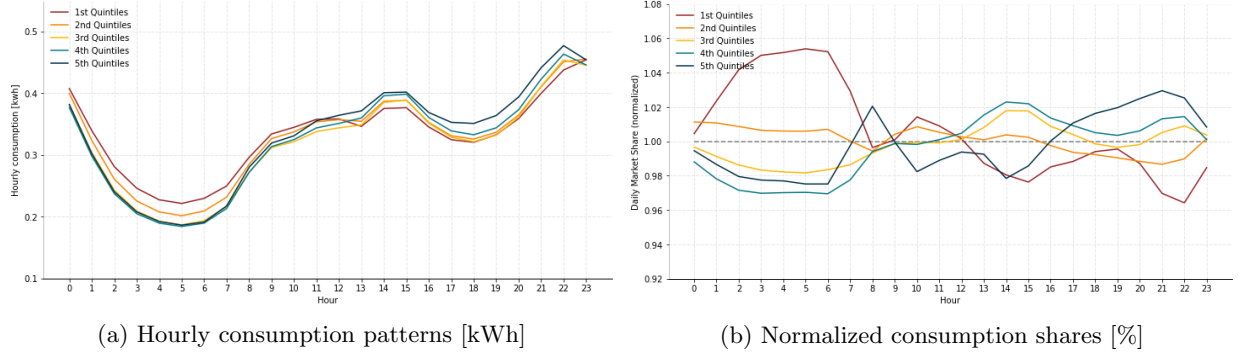 1st Quintiles
2nd Quintiles
3rd Quintiles
4th Quintiles
5th Quintiles
Hourly consumption [kwh]
0.5
0.4
0.3
0.2
0.1
0 1 2 3 4 5 6 7 8 9 10 11 12 13 14 15 16 17 18 19 20 21 22 23
Hour
(a) Hourly consumption patterns [kWh]
1st Quintiles
2nd Quintiles
3rd Quintiles
4th Quintiles
5th Quintiles
Daily Market Share (normalized)
1.08
1.06
1.04
1.02
1.00
0.98
0.96
0.94
0.92
0 1 2 3 4 5 6 7 8 9 10 11 12 13 14 15 16 17 18 19 20 21 22 23
Hour
(b) Normalized consumption shares [%]